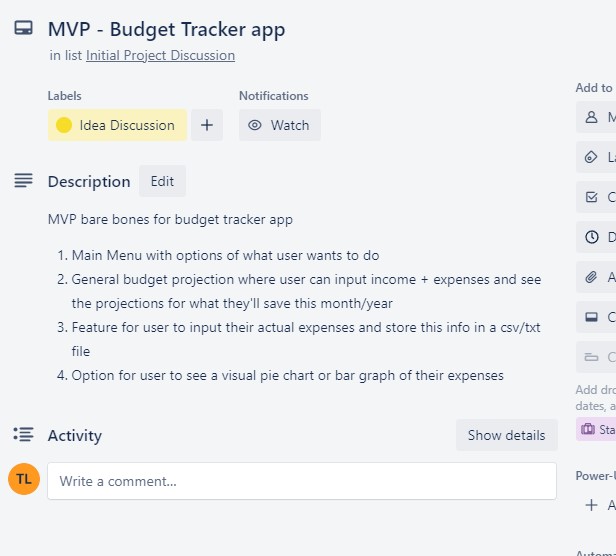 MVP - Budget Tracker app
in list Initial Project Discussion
Labels
Notifications
Idea Discussion
+
Watch
Description
Edit
MVP bare bones for budget tracker app
1. Main Menu with options of what user wants to do
2. General budget projection where user can input income + expenses and see
the projections for what they'll save this month/year
3. Feature for user to input their actual expenses and store this info in a csv/txt
file
4. Option for user to see a visual pie chart or bar graph of their expenses
Activity
Show details
TL
Write a comment...
Add to
M
La
C
D
A
C
C
Add dro
dates, a
Sta
Power-U
+ A
Autom